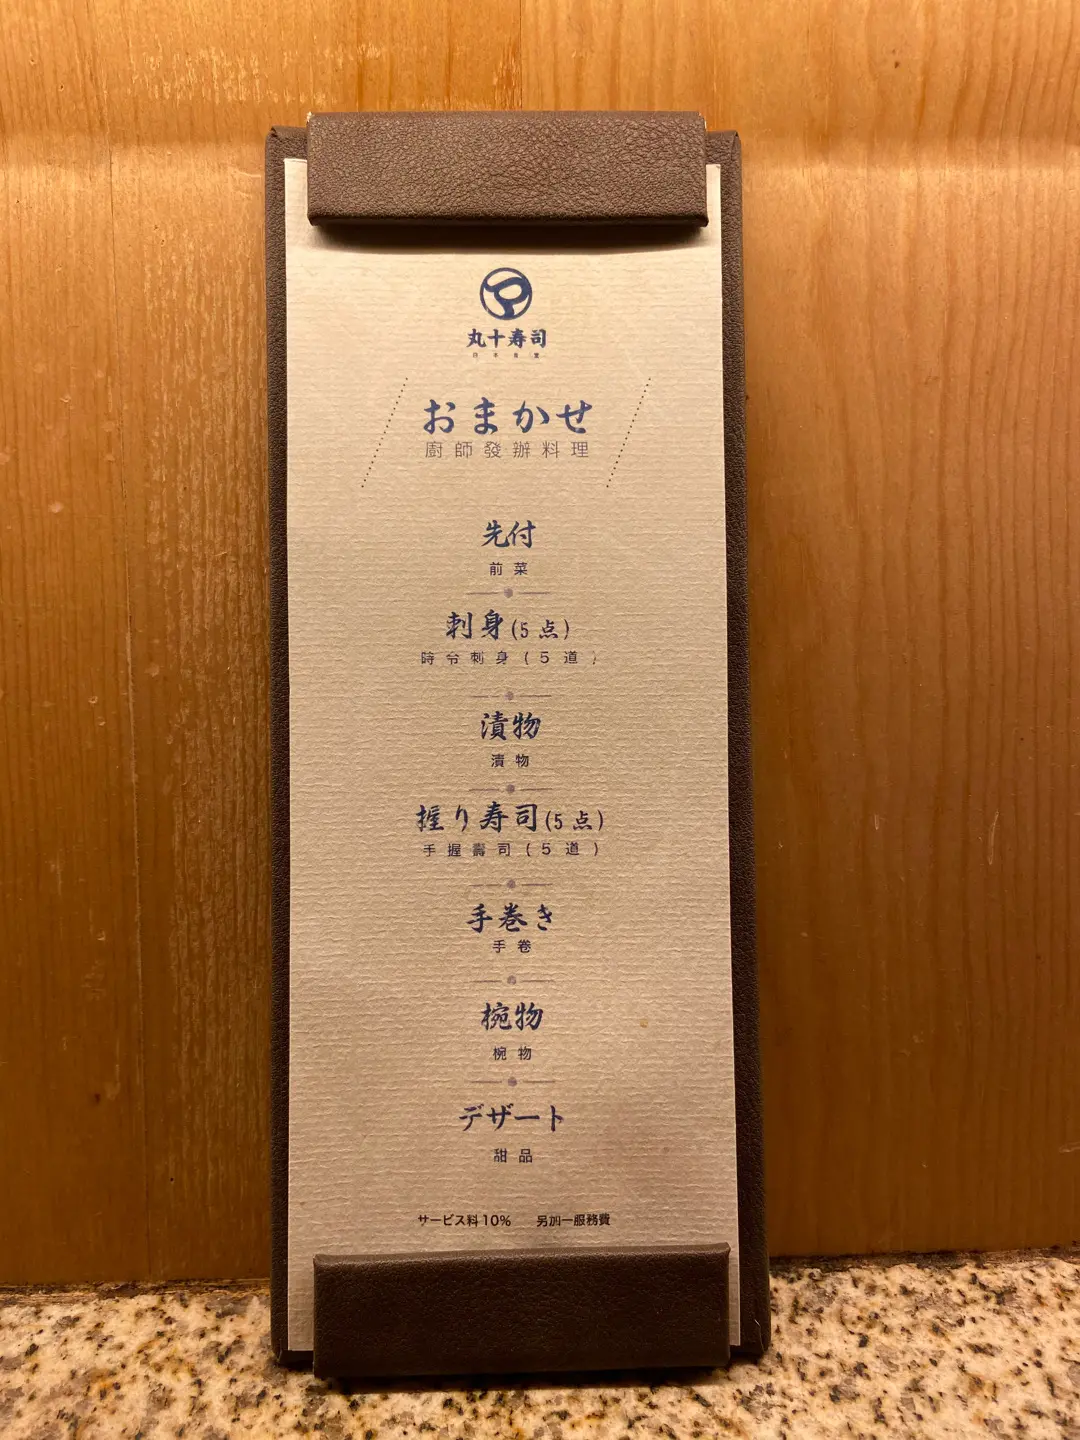 丸十寿司
おまかせ
廚師發辦料理
先付
前菜
刺身(5点)
時令刺身(5道)
漬物
漬物
握り寿司(5点)
手握壽司(5道)
手巻き
手卷
椀物
椀物
デザート
甜品
サービス料10% 另加一服務費